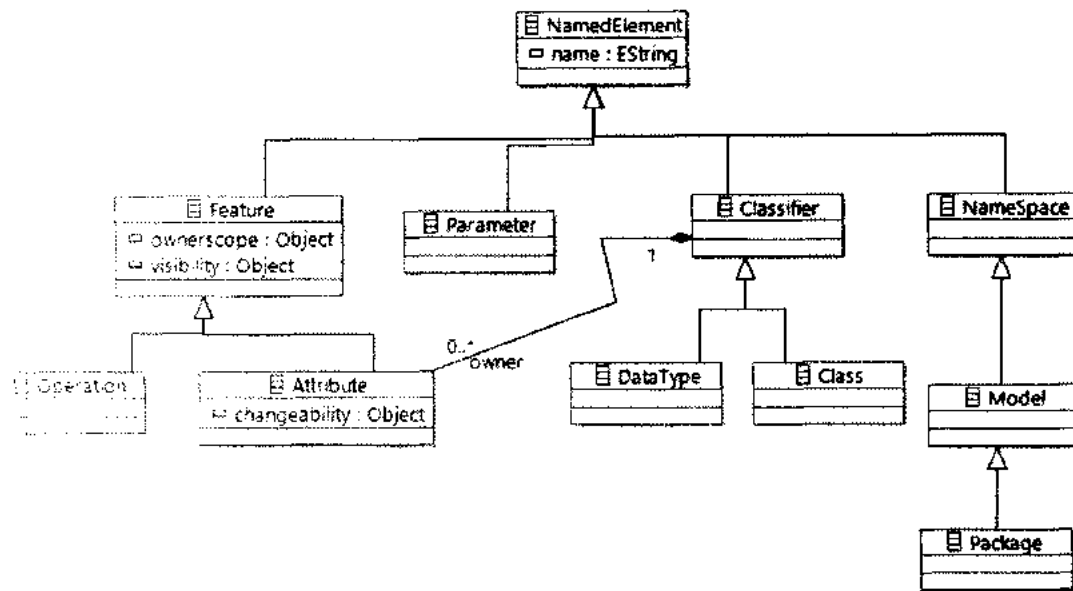 NamedElement
name : EString
Feature
ownerscope : Object
visibility : Object
Parameter
Classifier
NameSpace
1
0..*
owner
Operation
Attribute
changeability : Object
DataType
Class
Model
Package